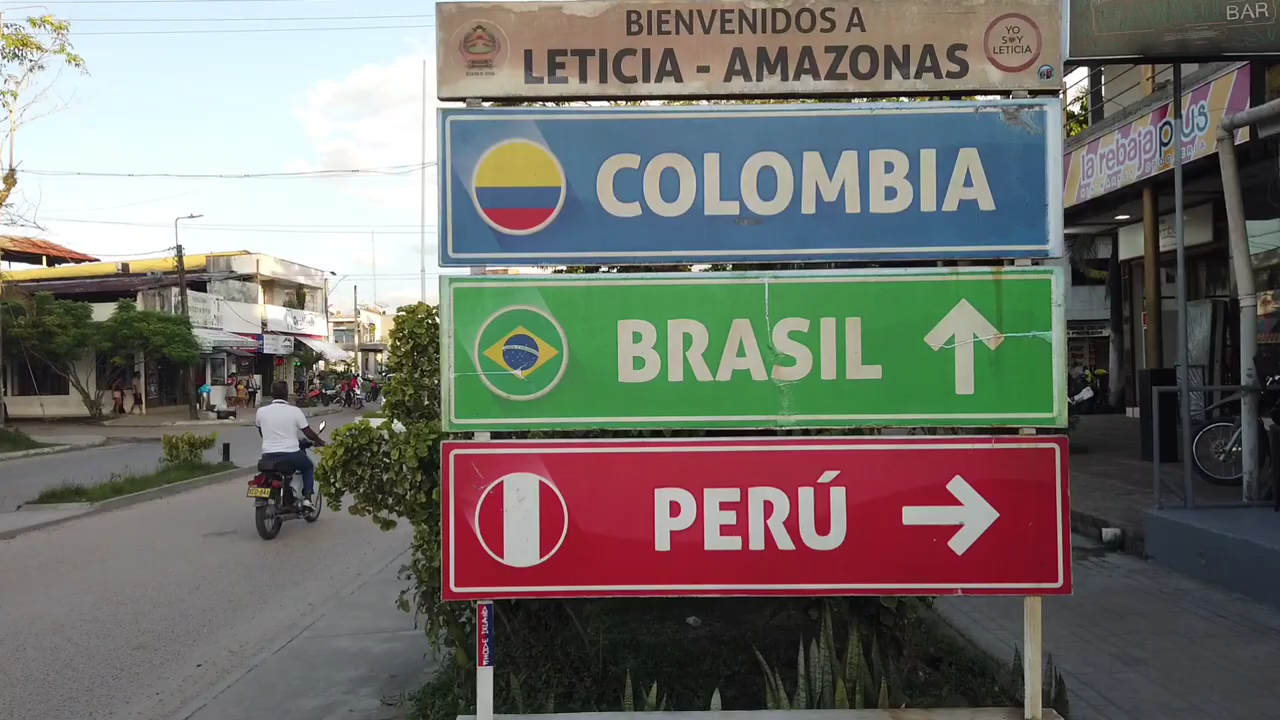 BIENVENIDOS A
LETICIA - AMAZONAS
YO
SOY
LETICIA
BAR
COLOMBIA
BRASIL
PERÚ
la rebaja plus